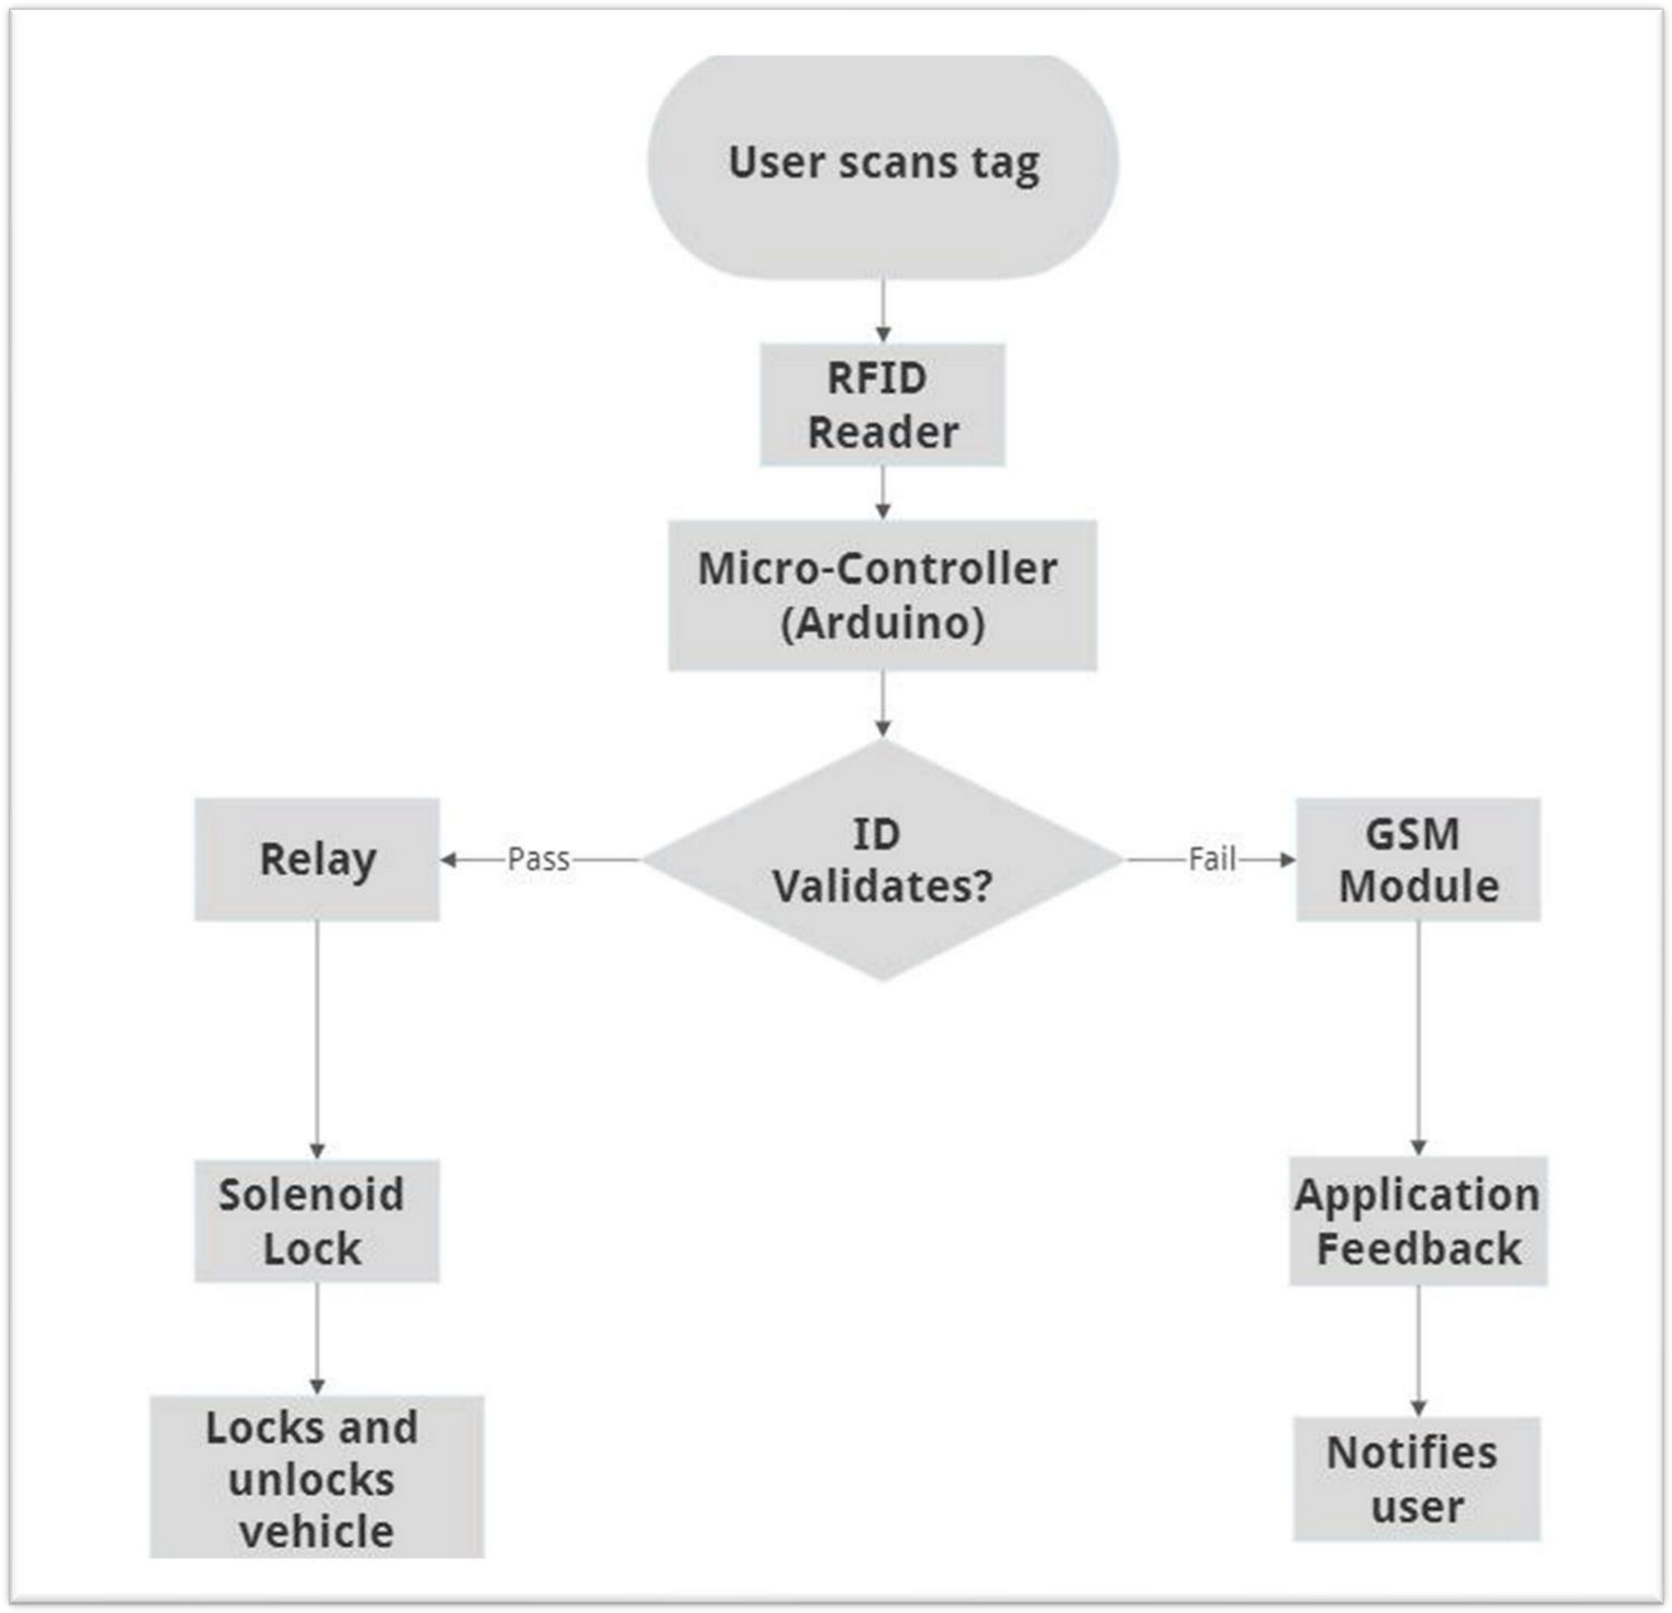 User scans tag
RFID
Reader
Micro-Controller
(Arduino)
ID
Validates?
Pass
Relay
Fail
GSM
Module
Solenoid
Lock
Application
Feedback
Locks and
unlocks
vehicle
Notifies
user